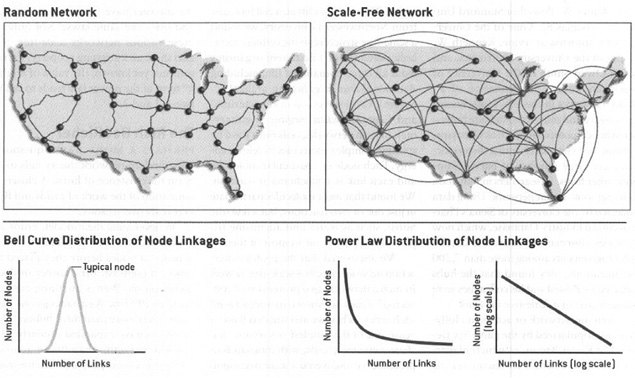 Random Network
Scale-Free Network
Bell Curve Distribution of Node Linkages
Typical node
Number of Nodes
Number of Links
Power Law Distribution of Node Linkages
Number of Nodes
Number of Links
Number of Nodes
(log scale)
Number of Links (log scale)